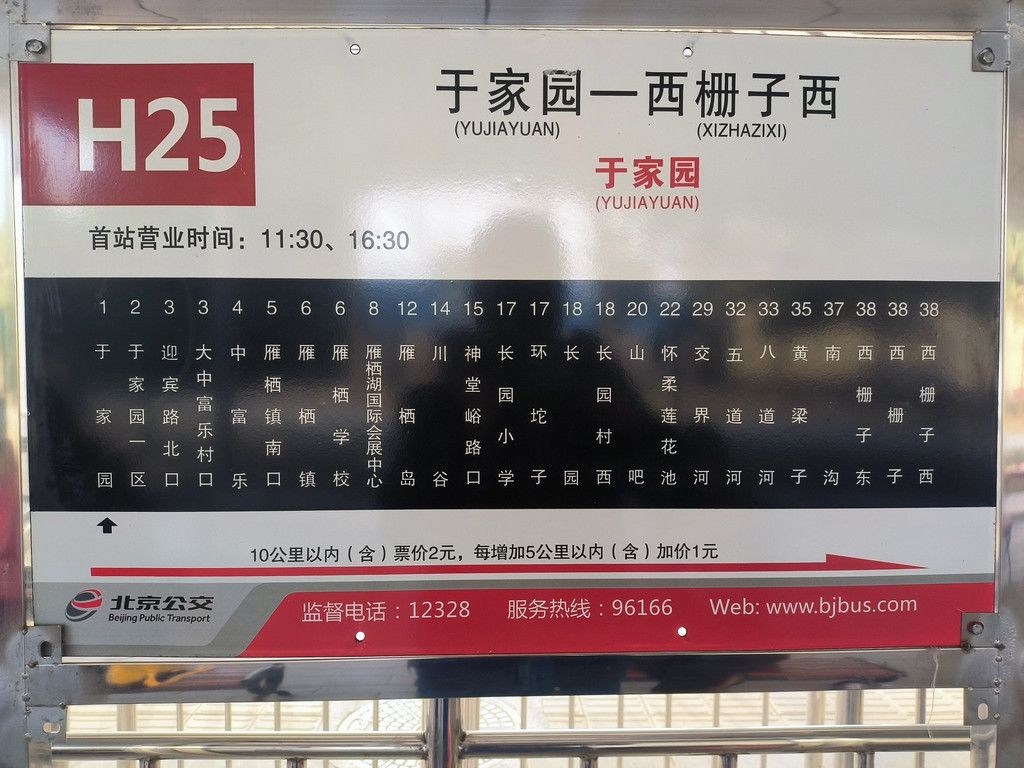 H25
于家园—西栅子西
(YUJIAYUAN) (XIZHAZIXI)
于家园
(YUJIAYUAN)
首站营业时间：11:30、16:30
1 2 3 3 4 5 6 6 8 12 14 15 17 17 18 18 20 22 29 32 33 35 37 38 38 38
于家园
于家园一区
迎宾路北口
大中富乐村口
中富乐
雁栖镇南口
雁栖镇
雁栖学校
雁栖湖国际会展中心
雁栖岛
川谷
神堂峪路口
长园小学
环坨子
长园
长园村西
山吧
怀柔莲花池
交界河
五道河
八道河
黄梁子
南沟
西栅子东
西栅子
西栅子西
10公里以内（含）票价2元，每增加5公里以内（含）加价1元
北京公交
Beijing Public Transport
监督电话：12328 服务热线：96166 Web: www.bjbus.com